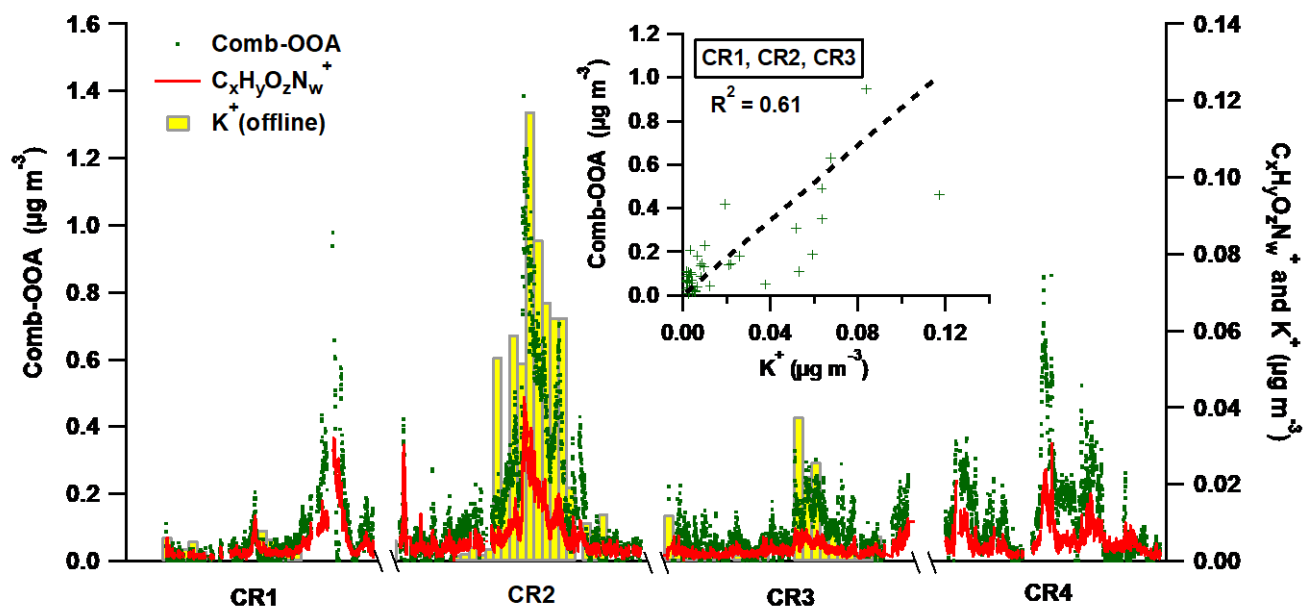 Comb-OOA
CxHyOzNw+
K+(offline)
1.6
1.4
1.2
1.0
0.8
0.6
0.4
0.2
0.0
Comb-OOA (µg m-3)
CR1, CR2, CR3
R2 = 0.61
1.2
1.0
0.8
0.6
0.4
0.2
0.0
Comb-OOA (µg m-3)
0.00 0.04 0.08 0.12
K+ (µg m-3)
0.14
0.12
0.10
0.08
0.06
0.04
0.02
0.00
CxHyOzNw+ and K+ (µg m-3)
CR1 CR2 CR3 CR4